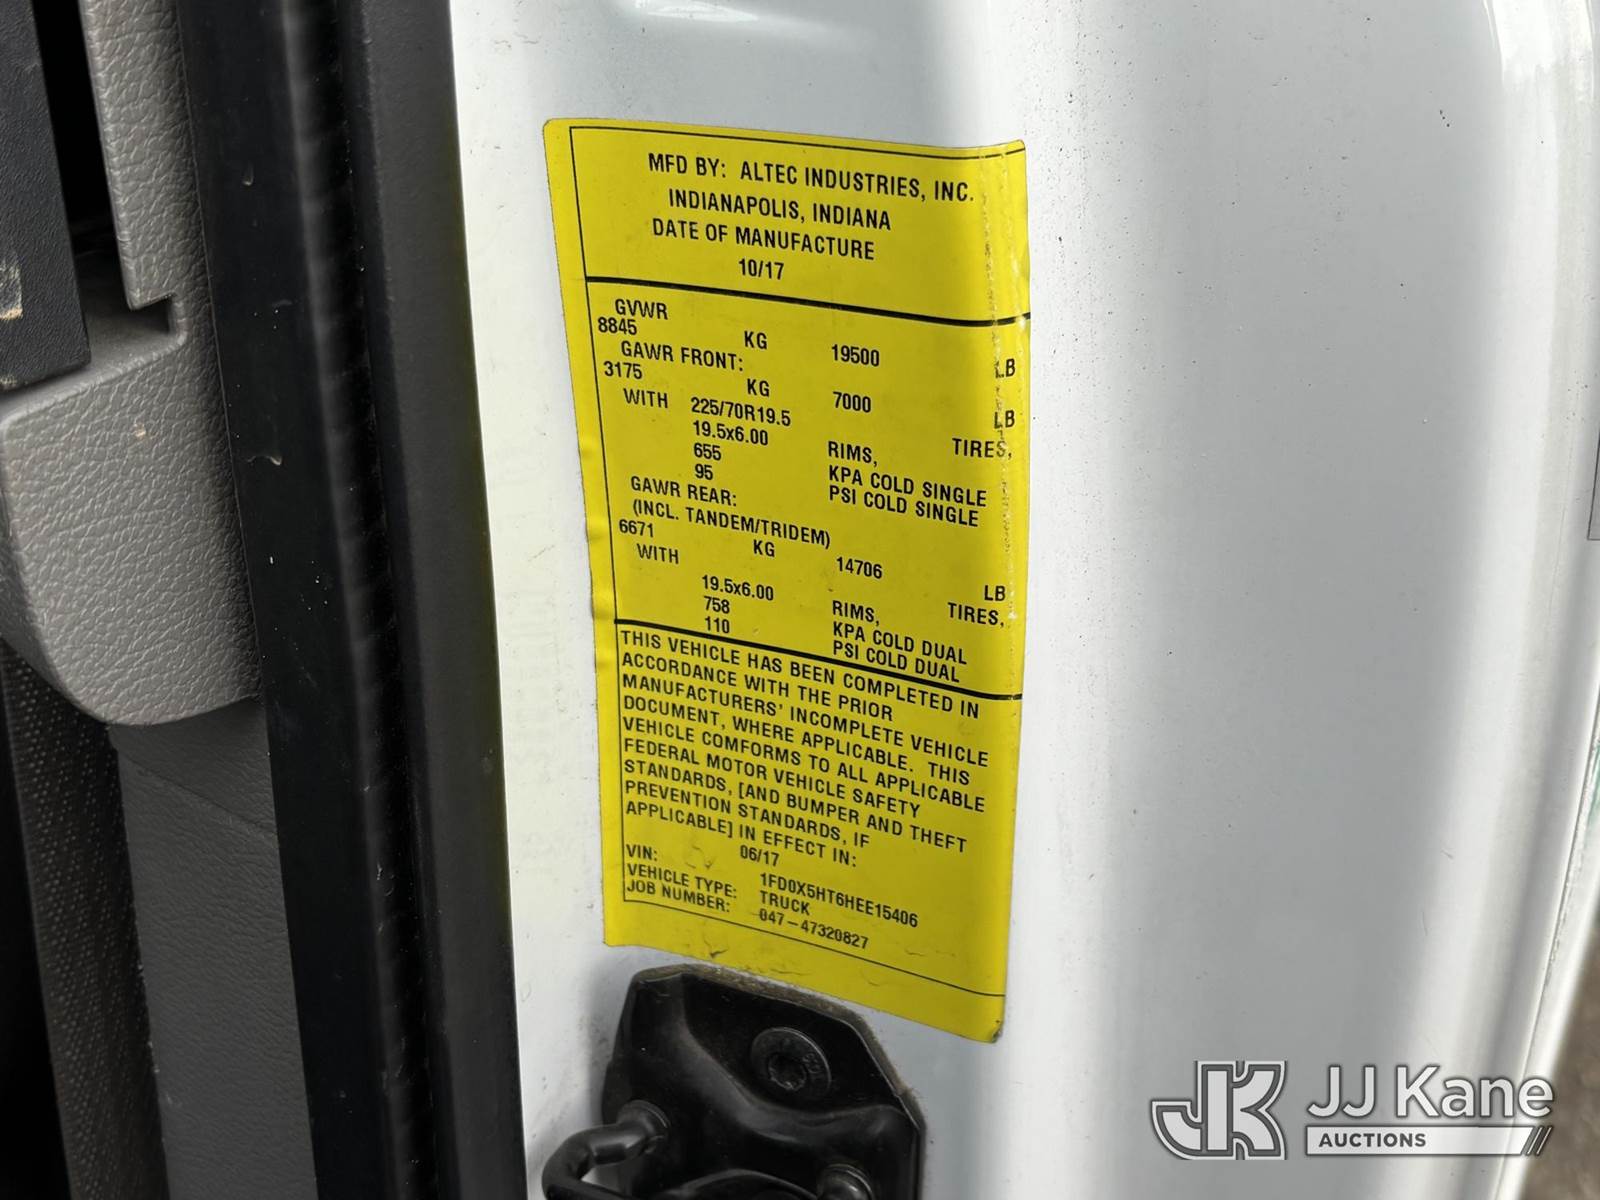 MFD BY: ALTEC INDUSTRIES, INC.
INDIANAPOLIS, INDIANA
DATE OF MANUFACTURE
10/17
GVWR
8845 KG 19500 LB
GAWR FRONT:
3175 KG 7000 LB
WITH 225/70R19.5 TIRES,
19.5x6.00 RIMS,
655 KPA COLD SINGLE
95 PSI COLD SINGLE
GAWR REAR:
(INCL. TANDEM/TRIDEM)
6671 KG 14706 LB
WITH TIRES,
19.5x6.00 RIMS,
758 KPA COLD DUAL
110 PSI COLD DUAL
THIS VEHICLE HAS BEEN COMPLETED IN
ACCORDANCE WITH THE PRIOR
MANUFACTURERS' INCOMPLETE VEHICLE
DOCUMENT, WHERE APPLICABLE. THIS
VEHICLE COMFORMS TO ALL APPLICABLE
FEDERAL MOTOR VEHICLE SAFETY
STANDARDS, [AND BUMPER AND THEFT
PREVENTION STANDARDS, IF
APPLICABLE] IN EFFECT IN:
06/17
VIN: 1FD0X5HT6HEE15406
VEHICLE TYPE: TRUCK
JOB NUMBER: 047-47320827
JK JJ Kane
AUCTIONS